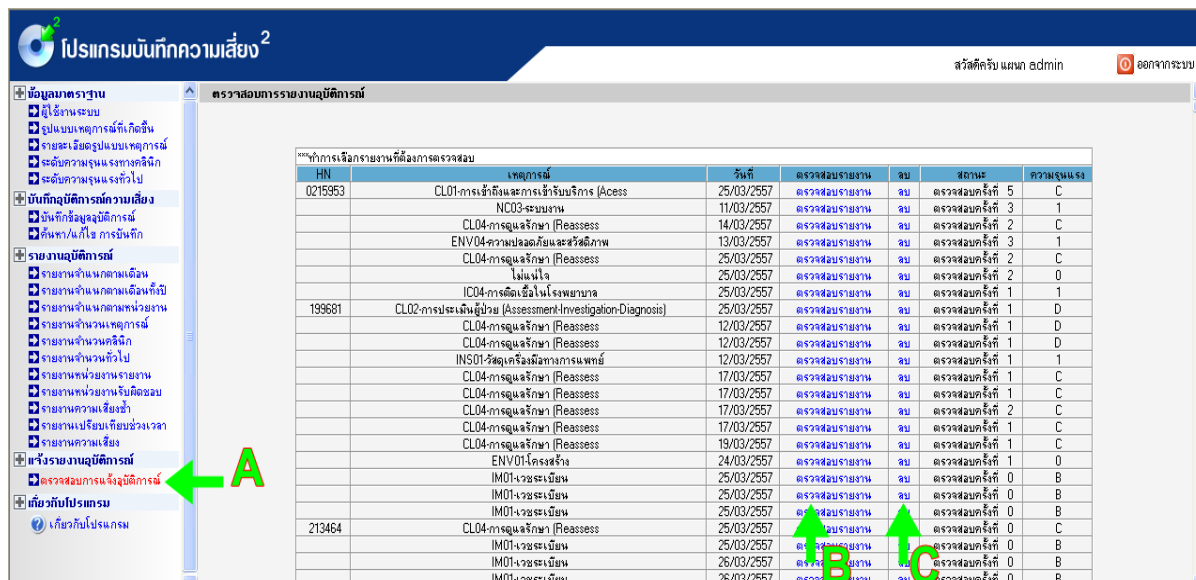 2
โปรแกรมบันทึกความเสี่ยง2
สวัสดีครับ แผนก admin
ออกจากระบบ
ข้อมูลมาตราฐาน
ผู้ใช้งานระบบ
รูปแบบเหตุการณ์ที่เกิดขึ้น
รายละเอียดรูปแบบเหตุการณ์
ระดับความรุนแรงทางคลินิก
ระดับความรุนแรงทั่วไป
บันทึกอุบัติการณ์ความเสี่ยง
บันทึกข้อมูลอุบัติการณ์
ค้นหา/แก้ไข การบันทึก
รายงานอุบัติการณ์
รายงานจำแนกตามเดือน
รายงานจำแนกตามเดือนทั้งปี
รายงานจำแนกตามหน่วยงาน
รายงานจำนวนเหตุการณ์
รายงานจำนวนคลินิก
รายงานจำนวนทั่วไป
รายงานหน่วยงานรายงาน
รายงานหน่วยงานรับผิดชอบ
รายงานความเสี่ยงซ้ำ
รายงานเปรียบเทียบช่วงเวลา
รายงานความเสี่ยง
แจ้งรายงานอุบัติการณ์
ตรวจสอบการแจ้งอุบัติการณ์
A
เกี่ยวกับโปรแกรม
เกี่ยวกับโปรแกรม
ตรวจสอบการรายงานอุบัติการณ์
***ทำการเลือกรายงานที่ต้องการตรวจสอบ
HN เหตุการณ์ วันที่ ตรวจสอบรายงาน ลบ สถานะ ความรุนแรง
0215953 CL01-การเข้าถึงและการเข้ารับบริการ (Acess 25/03/2557 ตรวจสอบรายงาน ลบ ตรวจสอบครั้งที่ 5 C
NC03-ระบบงาน 11/03/2557 ตรวจสอบรายงาน ลบ ตรวจสอบครั้งที่ 3 1
CL04-การดูแลรักษา (Reassess 14/03/2557 ตรวจสอบรายงาน ลบ ตรวจสอบครั้งที่ 2 C
ENV04-ความปลอดภัยและสวัสดิภาพ 13/03/2557 ตรวจสอบรายงาน ลบ ตรวจสอบครั้งที่ 3 1
CL04-การดูแลรักษา (Reassess 25/03/2557 ตรวจสอบรายงาน ลบ ตรวจสอบครั้งที่ 2 C
ไม่แน่ใจ 25/03/2557 ตรวจสอบรายงาน ลบ ตรวจสอบครั้งที่ 2 0
IC04-การติดเชื้อในโรงพยาบาล 25/03/2557 ตรวจสอบรายงาน ลบ ตรวจสอบครั้งที่ 1 1
199681 CL02-การประเมินผู้ป่วย (Assessment-Investigation-Diagnosis) 25/03/2557 ตรวจสอบรายงาน ลบ ตรวจสอบครั้งที่ 1 D
CL04-การดูแลรักษา (Reassess 12/03/2557 ตรวจสอบรายงาน ลบ ตรวจสอบครั้งที่ 1 D
CL04-การดูแลรักษา (Reassess 12/03/2557 ตรวจสอบรายงาน ลบ ตรวจสอบครั้งที่ 1 D
INS01-วัสดุเครื่องมือทางการแพทย์ 12/03/2557 ตรวจสอบรายงาน ลบ ตรวจสอบครั้งที่ 1 1
CL04-การดูแลรักษา (Reassess 17/03/2557 ตรวจสอบรายงาน ลบ ตรวจสอบครั้งที่ 1 C
CL04-การดูแลรักษา (Reassess 17/03/2557 ตรวจสอบรายงาน ลบ ตรวจสอบครั้งที่ 1 C
CL04-การดูแลรักษา (Reassess 17/03/2557 ตรวจสอบรายงาน ลบ ตรวจสอบครั้งที่ 2 C
CL04-การดูแลรักษา (Reassess 17/03/2557 ตรวจสอบรายงาน ลบ ตรวจสอบครั้งที่ 1 C
CL04-การดูแลรักษา (Reassess 19/03/2557 ตรวจสอบรายงาน ลบ ตรวจสอบครั้งที่ 1 C
ENV01-โครงสร้าง 24/03/2557 ตรวจสอบรายงาน ลบ ตรวจสอบครั้งที่ 1 0
IM01-เวชระเบียน 25/03/2557 ตรวจสอบรายงาน ลบ ตรวจสอบครั้งที่ 0 B
IM01-เวชระเบียน 25/03/2557 ตรวจสอบรายงาน ลบ ตรวจสอบครั้งที่ 0 B
IM01-เวชระเบียน 25/03/2557 ตรวจสอบรายงาน ลบ ตรวจสอบครั้งที่ 0 B
213464 CL04-การดูแลรักษา (Reassess 25/03/2557 ตรวจสอบรายงาน ลบ ตรวจสอบครั้งที่ 0 C
IM01-เวชระเบียน 25/03/2557 ตรวจสอบครั้งที่ 0 B
IM01-เวชระเบียน 26/03/2557 ตรวจสอบครั้งที่ 0 B
IM01-เวชระเบียน 26/03/2557 ตรวจสอบครั้งที่ 0 B
B
C